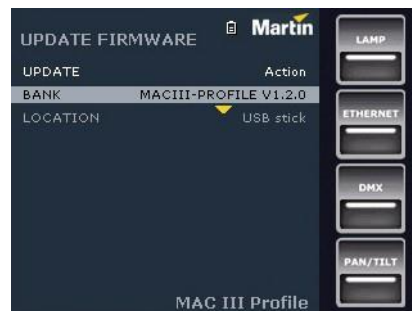 Martin
UPDATE FIRMWARE
UPDATE Action
BANK MACIII-PROFILE V1.2.0
LOCATION USB stick
MAC III Profile
LAMP
ETHERNET
DMX
PAN/TILT